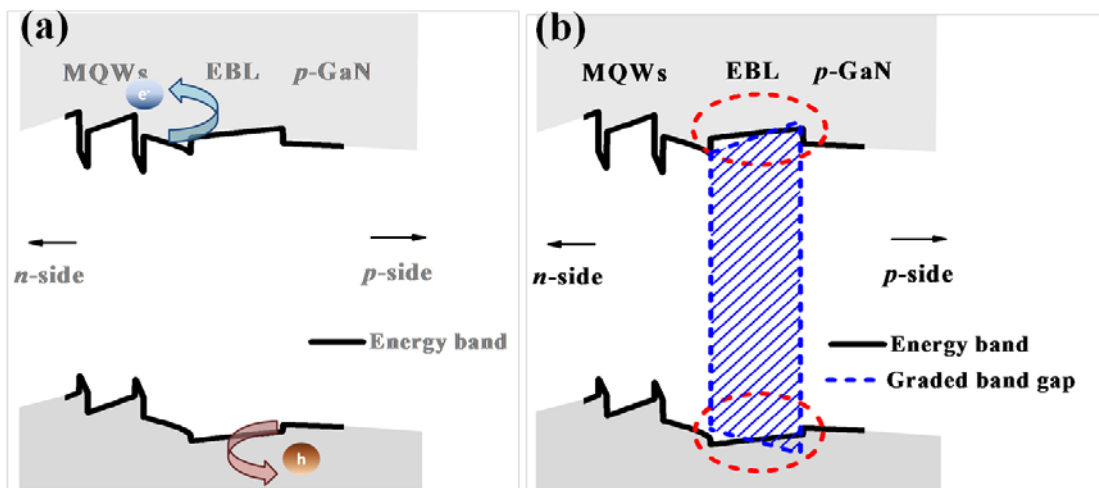 (a)
MQWs EBL p-GaN
e-
n-side p-side
Energy band
h
(b)
MQWs EBL p-GaN
n-side p-side
Energy band
Graded band gap